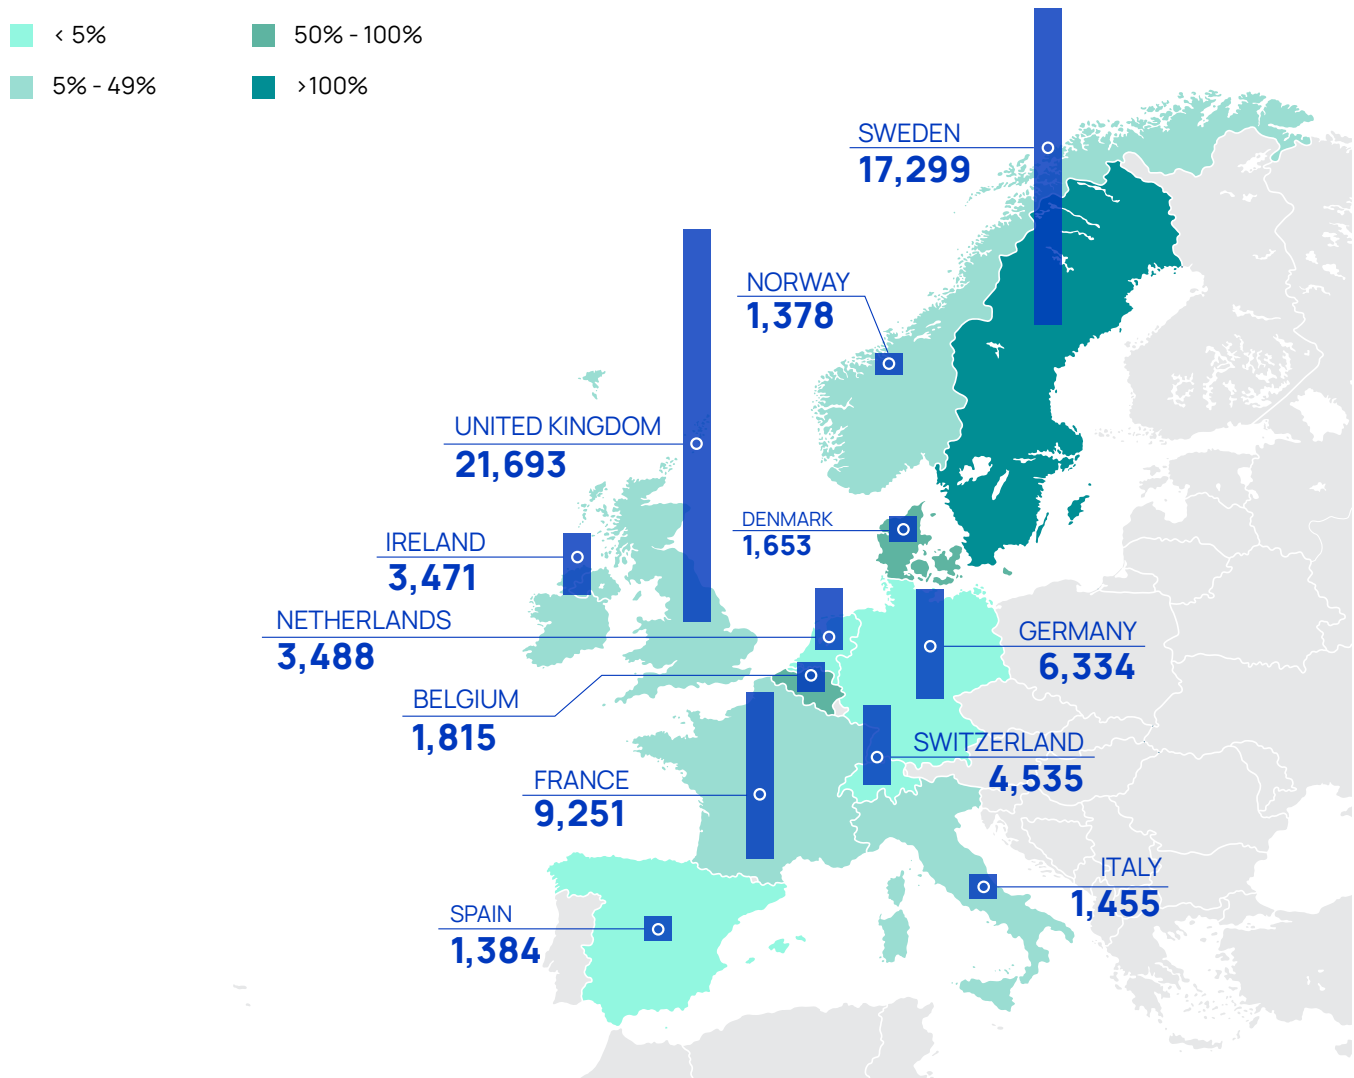 < 5%
50% - 100%
5% - 49%
>100%
SWEDEN
17,299
NORWAY
1,378
UNITED KINGDOM
21,693
DENMARK
1,653
IRELAND
3,471
NETHERLANDS
3,488
GERMANY
6,334
BELGIUM
1,815
SWITZERLAND
4,535
FRANCE
9,251
ITALY
1,455
SPAIN
1,384